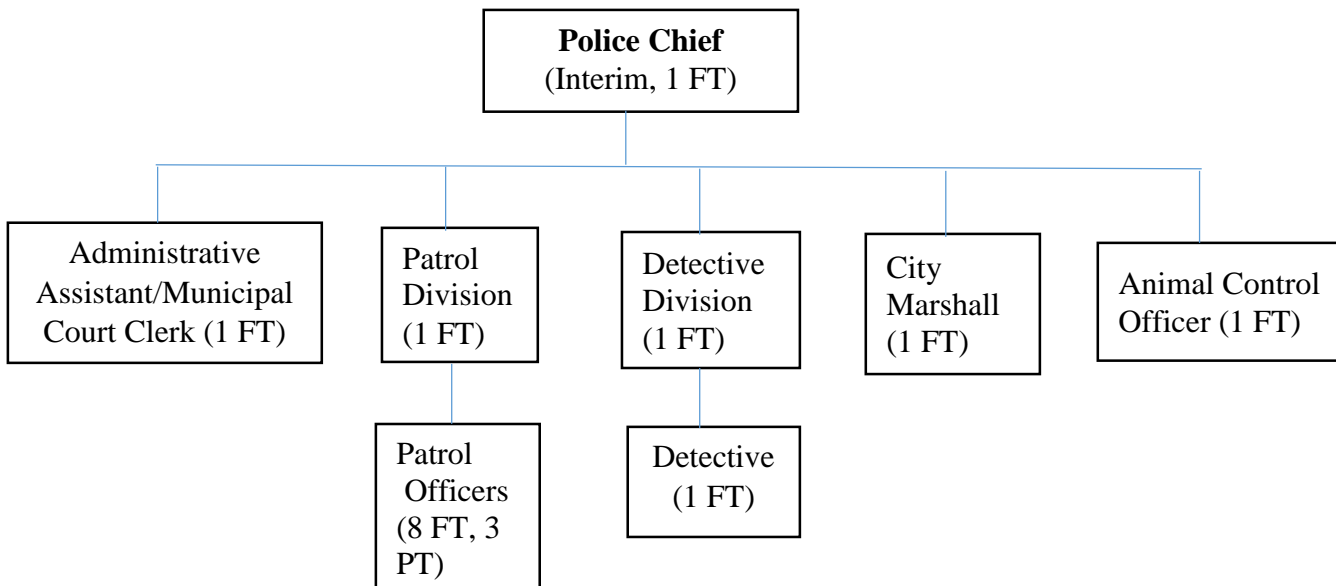 Police Chief
(Interim, 1 FT)
Administrative
Assistant/Municipal
Court Clerk (1 FT)
Patrol
Division
(1 FT)
Detective
Division
(1 FT)
City
Marshall
(1 FT)
Animal Control
Officer (1 FT)
Patrol
Officers
(8 FT, 3
PT)
Detective
(1 FT)